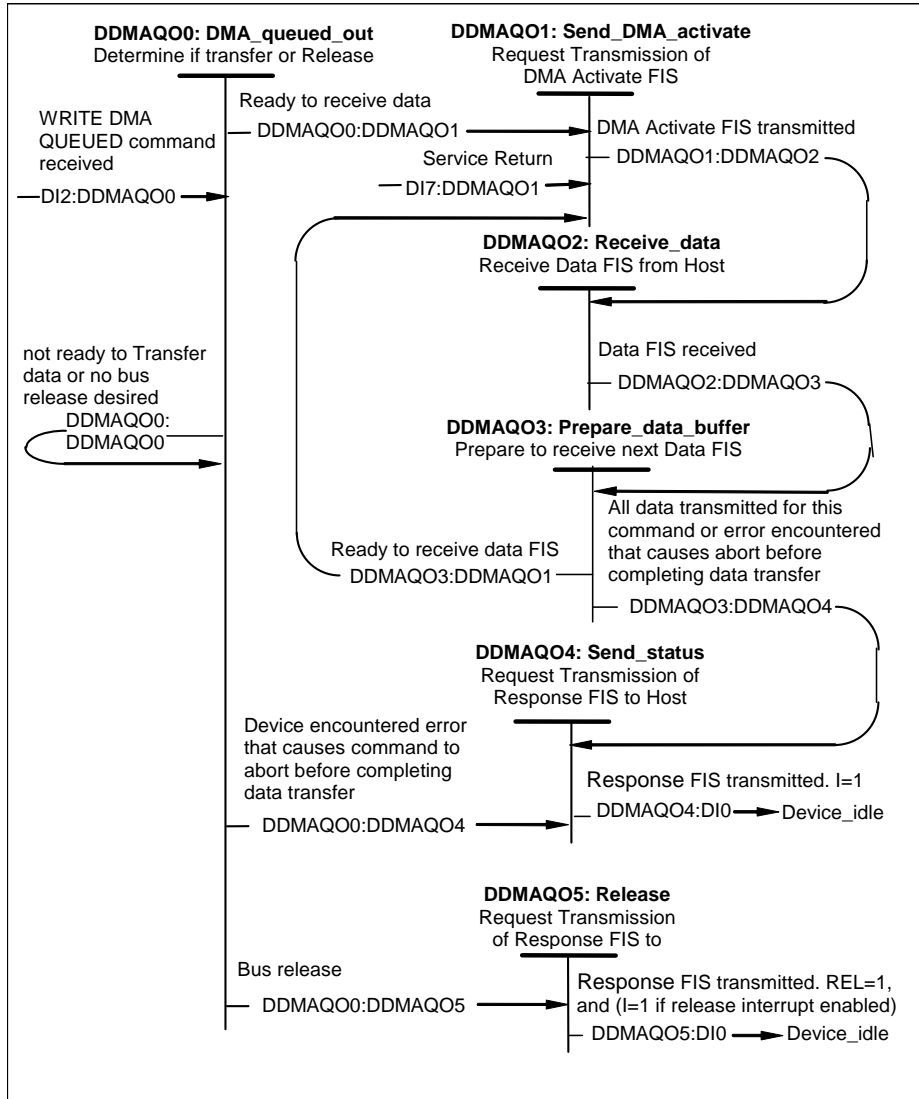 DDMAQO0: DMA_queued_out
Determine if transfer or Release
DDMAQO1: Send_DMA_activate
Request Transmission of
DMA Activate FIS
WRITE DMA
QUEUED command
received
DI2:DDMAQO0
Ready to receive data
DDMAQO0:DDMAQO1
Service Return
DI7:DDMAQO1
DMA Activate FIS transmitted
DDMAQO1:DDMAQO2
DDMAQO2: Receive_data
Receive Data FIS from Host
not ready to Transfer
data or no bus
release desired
DDMAQO0:
DDMAQO0
Data FIS received
DDMAQO2:DDMAQO3
DDMAQO3: Prepare_data_buffer
Prepare to receive next Data FIS
Ready to receive data FIS
DDMAQO3:DDMAQO1
All data transmitted for this
command or error encountered
that causes abort before
completing data transfer
DDMAQO3:DDMAQO4
DDMAQO4: Send_status
Request Transmission of
Response FIS to Host
Device encountered error
that causes command to
abort before completing
data transfer
DDMAQO0:DDMAQO4
Response FIS transmitted. I=1
DDMAQO4:DI0
Device_idle
DDMAQO5: Release
Request Transmission
of Response FIS to
Bus release
DDMAQO0:DDMAQO5
Response FIS transmitted. REL=1,
and (I=1 if release interrupt enabled)
DDMAQO5:DI0
Device_idle